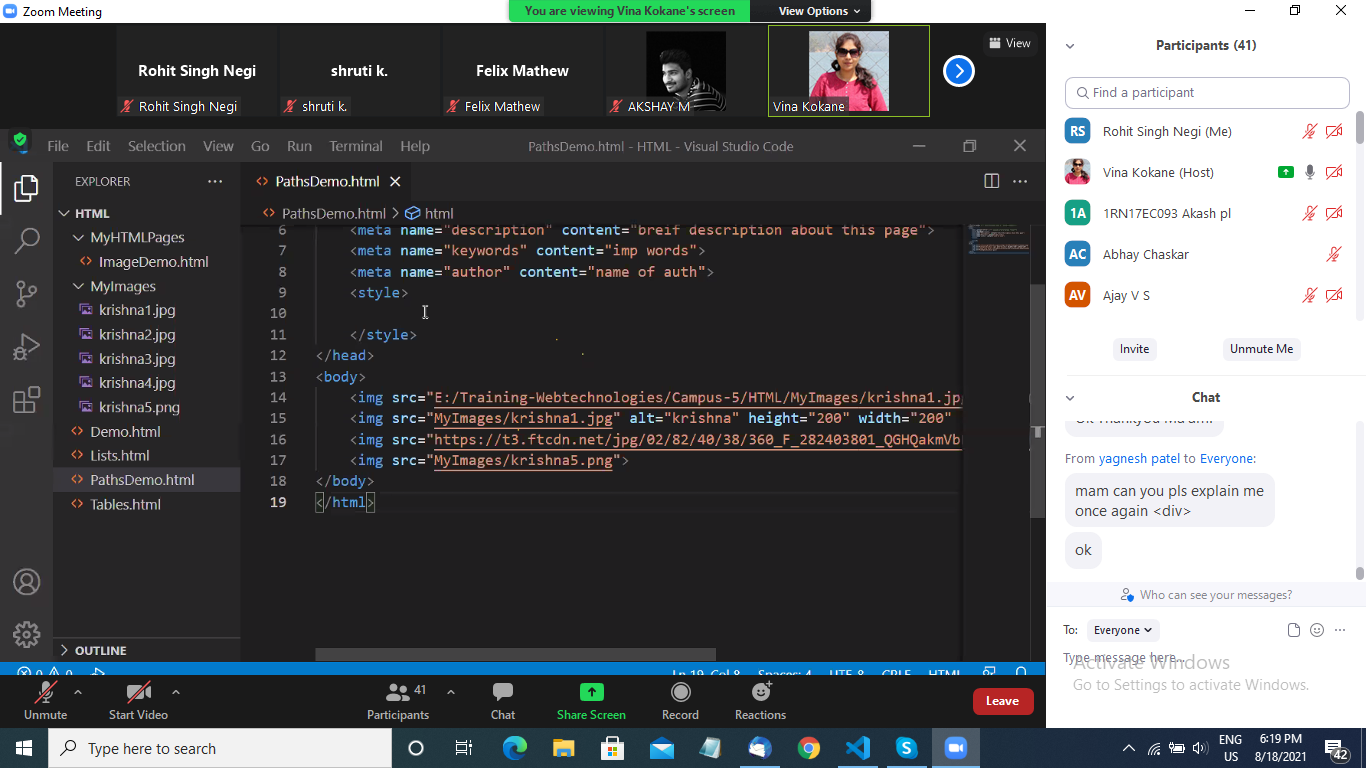 Zoom Meeting
You are viewing Vina Kokane's screen
View Options
Rohit Singh Negi
shruti k.
Felix Mathew
Rohit Singh Negi
shruti k.
Felix Mathew
AKSHAY M
Vina Kokane
View
File Edit Selection View Go Run Terminal Help
PathsDemo.html - HTML - Visual Studio Code
EXPLORER
HTML
MyHTMLPages
ImageDemo.html
MyImages
krishna1.jpg
krishna2.jpg
krishna3.jpg
krishna4.jpg
krishna5.png
Demo.html
Lists.html
PathsDemo.html
Tables.html
OUTLINE
PathsDemo.html
PathsDemo.html > html
6 <meta name="description" content="breif description about this page">
7 <meta name="keywords" content="imp words">
8 <meta name="author" content="name of auth">
9 <style>
10
11 </style>
12 </head>
13 <body>
14 <img src="E:/Training-Webtechnologies/Campus-5/HTML/MyImages/krishna1.jpg
15 <img src="MyImages/krishna1.jpg" alt="krishna" height="200" width="200"
16 <img src="https://t3.ftcdn.net/jpg/02/82/40/38/360_F_282403801_QGHQakmVb
17 <img src="MyImages/krishna5.png">
18 </body>
19 </html>
0 0
Ln 19, Col 8 Spaces: 4 UTF-8 CRLF HTML
Unmute
Start Video
41
Participants
Chat
Share Screen
Record
Reactions
Leave
Participants (41)
Find a participant
RS Rohit Singh Negi (Me)
Vina Kokane (Host)
1A 1RN17EC093 Akash pl
AC Abhay Chaskar
AV Ajay V S
Invite
Unmute Me
Chat
Ok Thankyou Ma'am!
From yagnesh patel to Everyone:
mam can you pls explain me
once again <div>
ok
Who can see your messages?
To: Everyone
Type message here...
Activate Windows
Go to Settings to activate Windows.
Type here to search
ENG
US
6:19 PM
8/18/2021
42